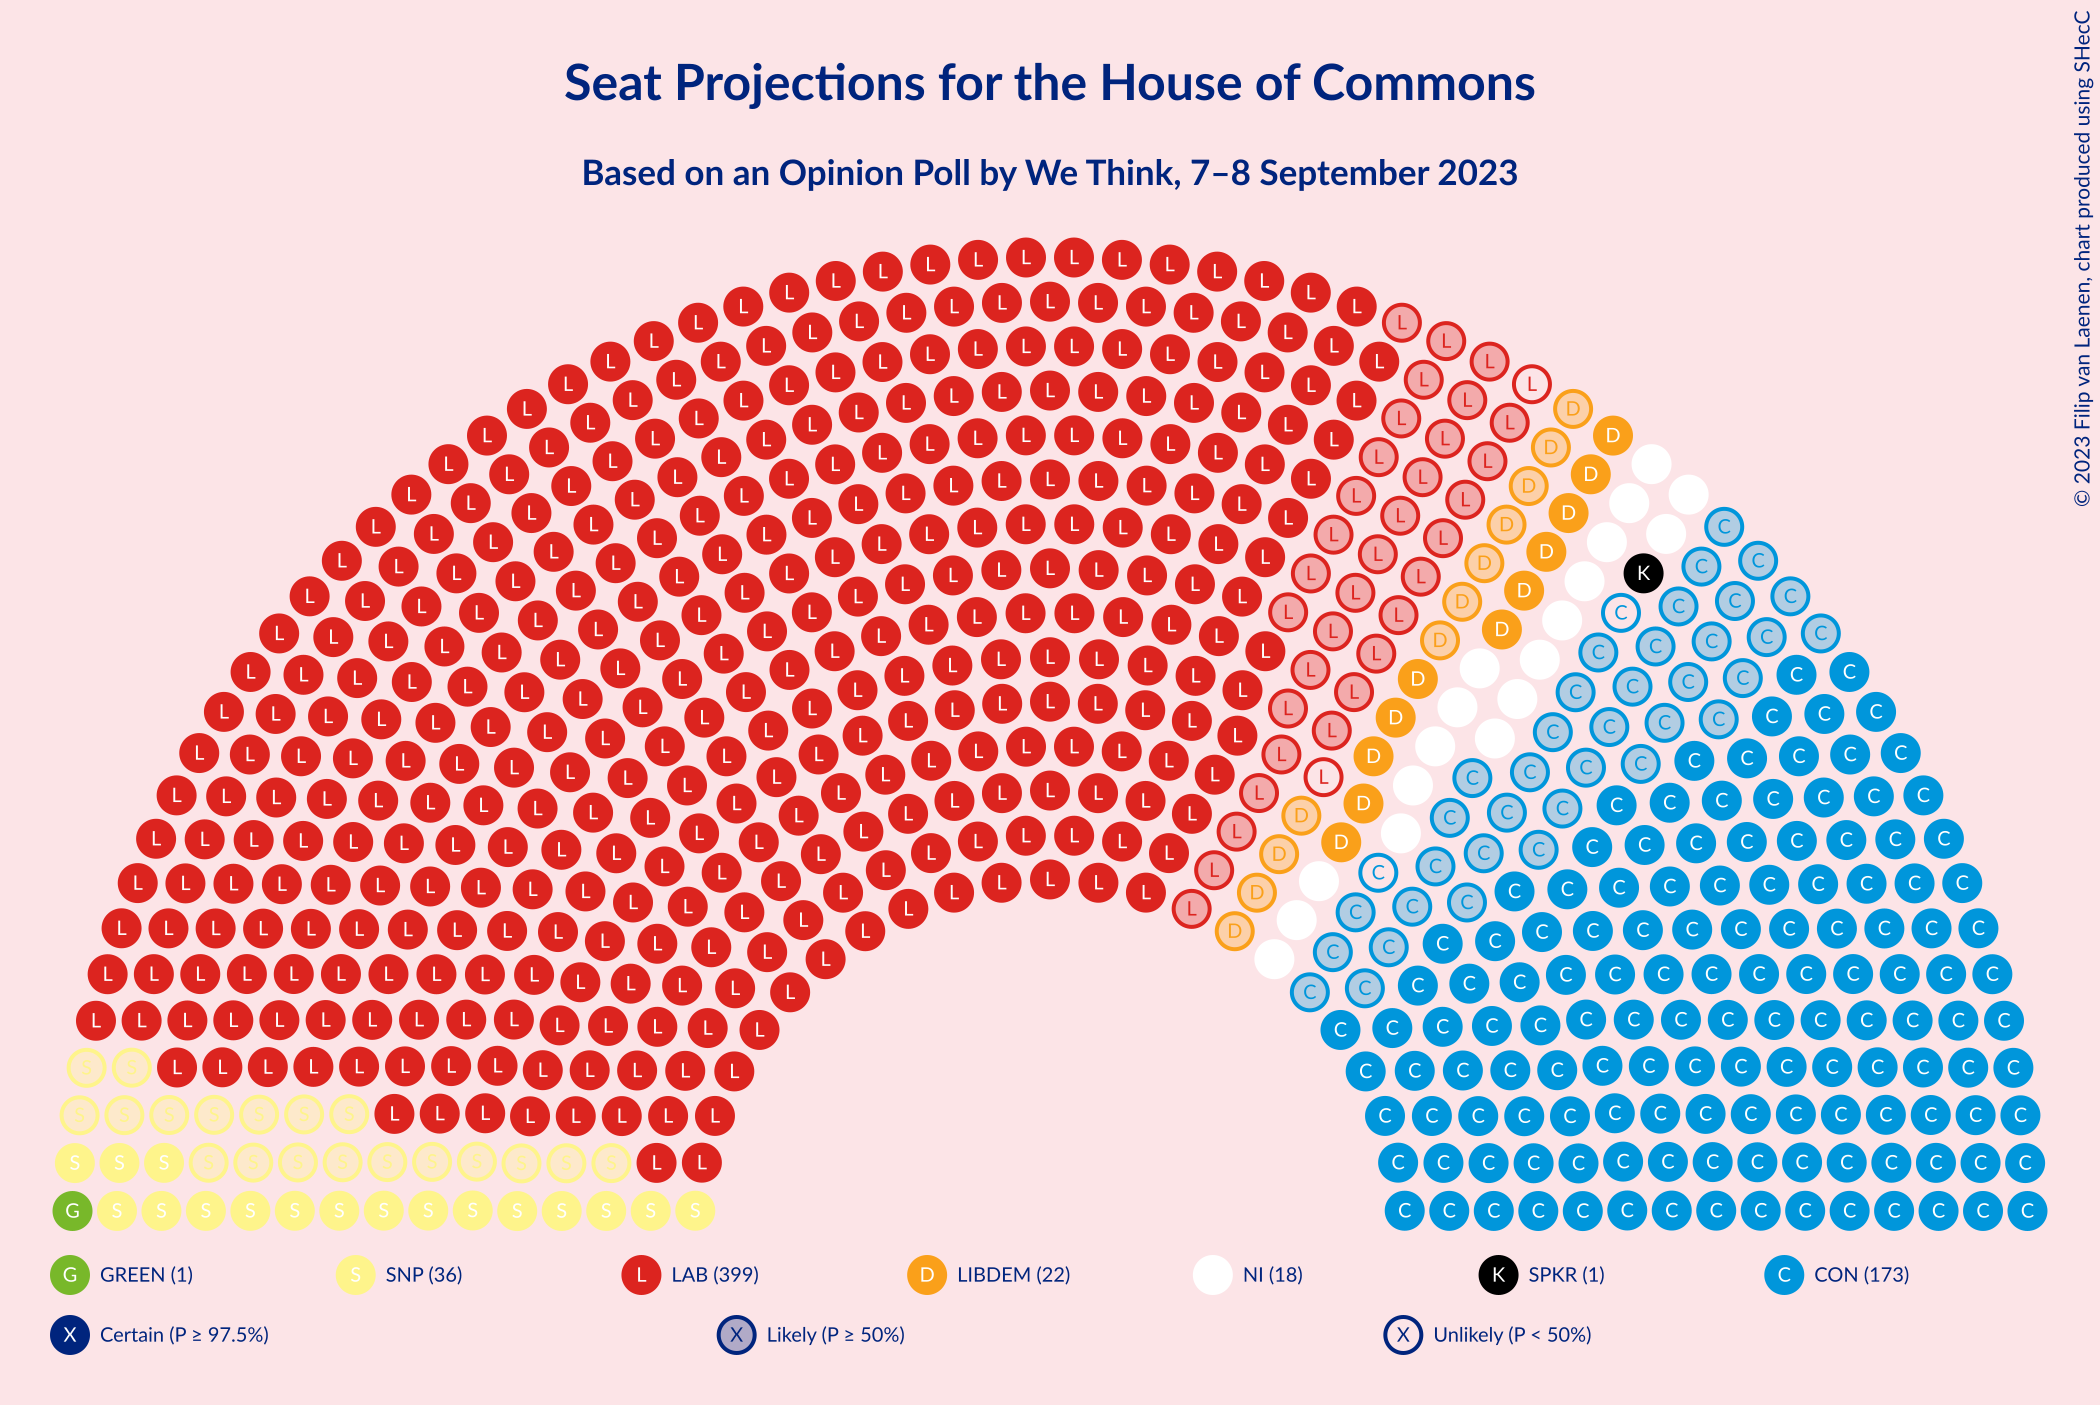 Seat Projections for the House of Commons
Based on an Opinion Poll by We Think, 7–8 September 2023
© 2023 Filip van Laenen, chart produced using SHecC
G GREEN (1)
S SNP (36)
L LAB (399)
D LIBDEM (22)
NI (18)
K SPKR (1)
C CON (173)
X Certain (P ≥ 97.5%)
X Likely (P ≥ 50%)
X Unlikely (P < 50%)